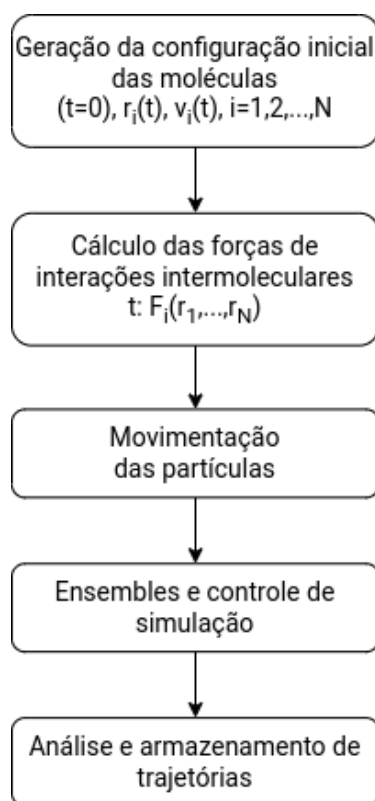 Geração da configuração inicial
das moléculas
(t=0), rᵢ(t), vᵢ(t), i=1,2,...,N
Cálculo das forças de
interações intermoleculares
t: Fᵢ(r₁,...,r_N)
Movimentação
das partículas
Ensembles e controle de
simulação
Análise e armazenamento de
trajetórias